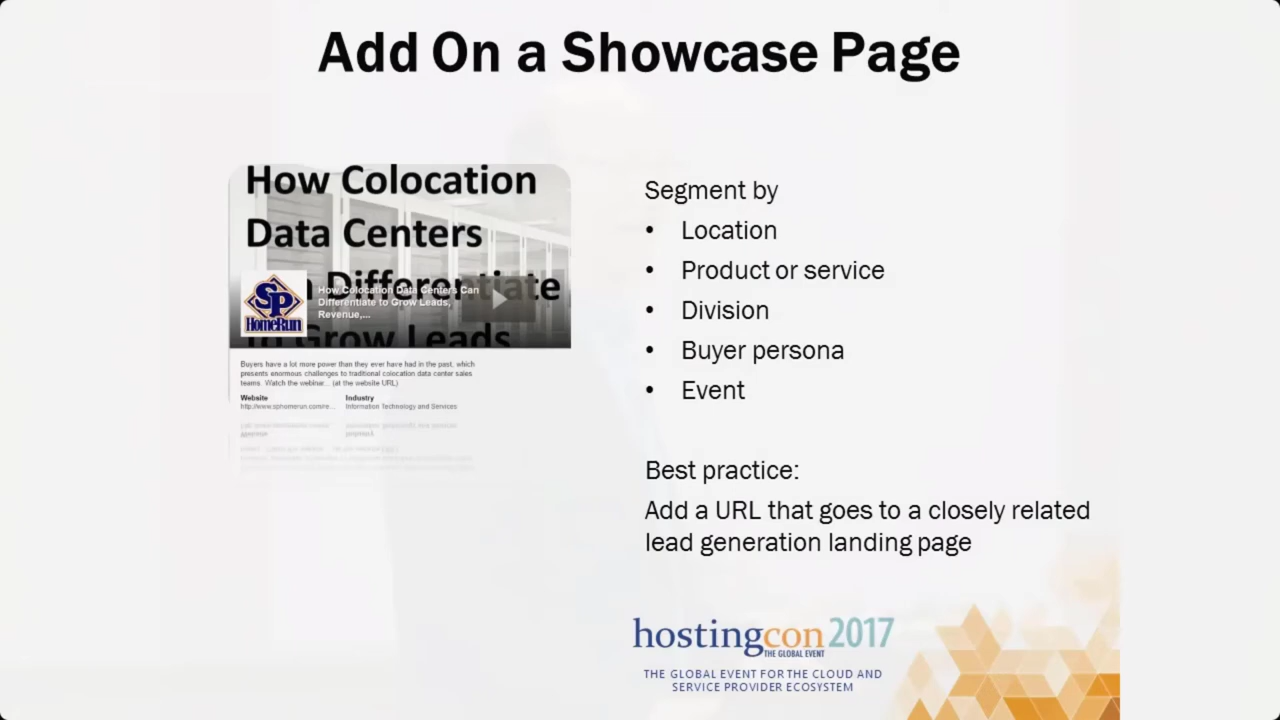 Add On a Showcase Page
How Colocation
Data Centers
Differentiate
to Grow Leads
SP
HomeRun
How Colocation Data Centers Can
Differentiate to Grow Leads,
Revenue,...
Buyers have a lot more power than they ever have had in the past, which
presents enormous challenges to traditional colocation data center sales
teams. Watch the webinar... (at the website URL)
Website
Industry
http://www.sphomerun.com/re...
Information Technology and Services
Segment by
• Location
• Product or service
• Division
• Buyer persona
• Event
Best practice:
Add a URL that goes to a closely related
lead generation landing page
hostingcon 2017
THE GLOBAL EVENT
THE GLOBAL EVENT FOR THE CLOUD AND
SERVICE PROVIDER ECOSYSTEM